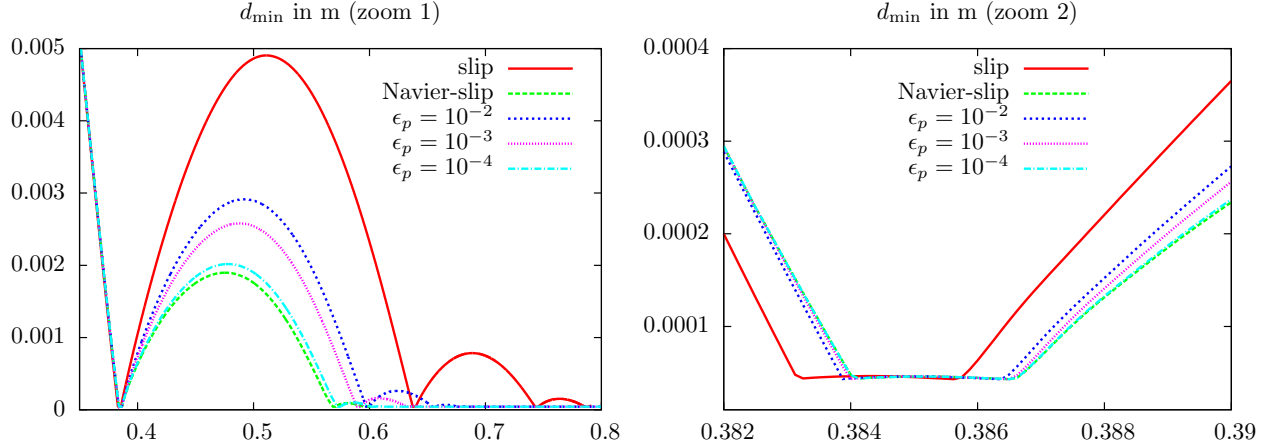 d_min in m (zoom 1)
0.005
0.004
0.003
0.002
0.001
0
0.4 0.5 0.6 0.7 0.8
slip
Navier-slip
ϵ_p = 10^−2
ϵ_p = 10^−3
ϵ_p = 10^−4
d_min in m (zoom 2)
0.0004
0.0003
0.0002
0.0001
0.382 0.384 0.386 0.388 0.39
slip
Navier-slip
ϵ_p = 10^−2
ϵ_p = 10^−3
ϵ_p = 10^−4